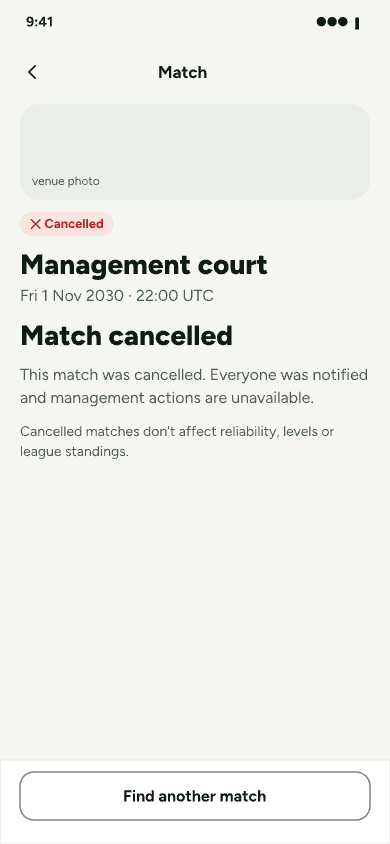 9:41
Match
venue photo
Cancelled
Management court
Fri 1 Nov 2030 · 22:00 UTC
Match cancelled
This match was cancelled. Everyone was notified
and management actions are unavailable.
Cancelled matches don't affect reliability, levels or
league standings.
Find another match